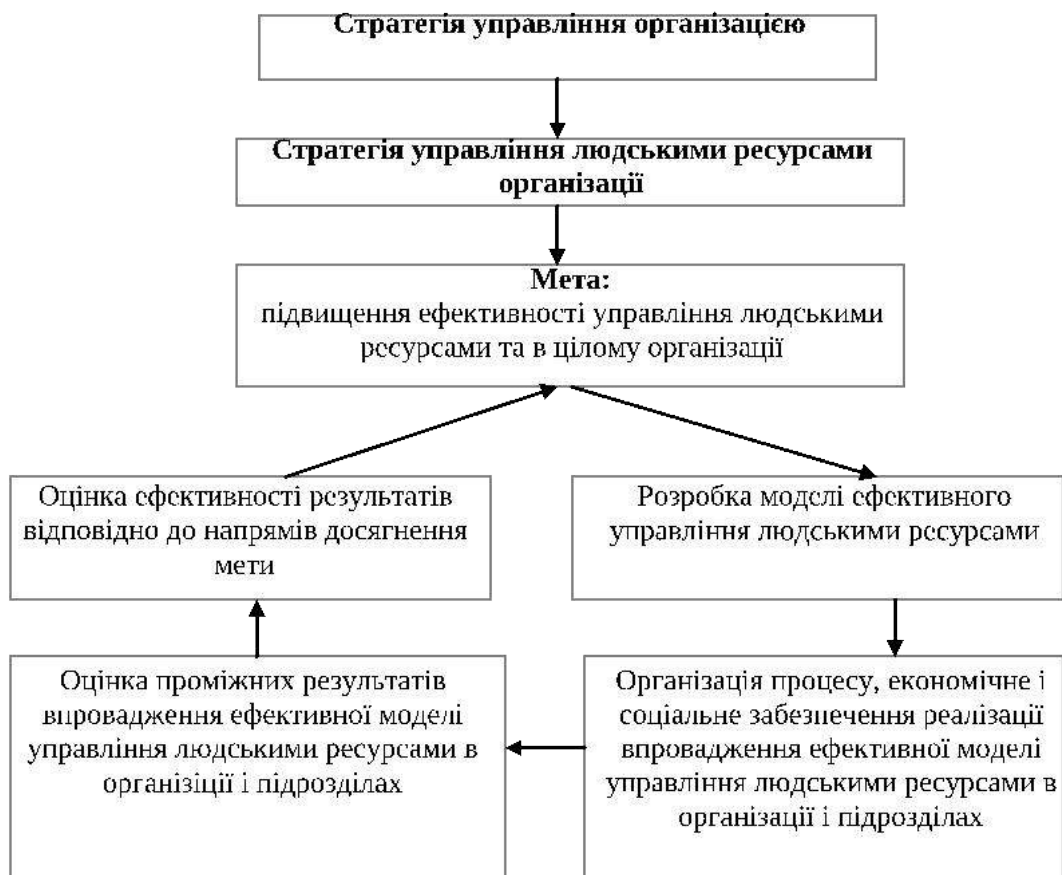 Стратегія управління організацією
Стратегія управління людськими ресурсами
організації
Мета:
підвищення ефективності управління людськими
ресурсами та в цілому організації
Оцінка ефективності результатів
відповідно до напрямів досягнення
мети
Розробка моделі ефективного
управління людськими ресурсами
Оцінка проміжних результатів
впровадження ефективної моделі
управління людськими ресурсами в
організіції і підрозділах
Організація процесу, економічне і
соціальне забезпечення реалізації
впровадження ефективної моделі
управління людськими ресурсами в
організації і підрозділах